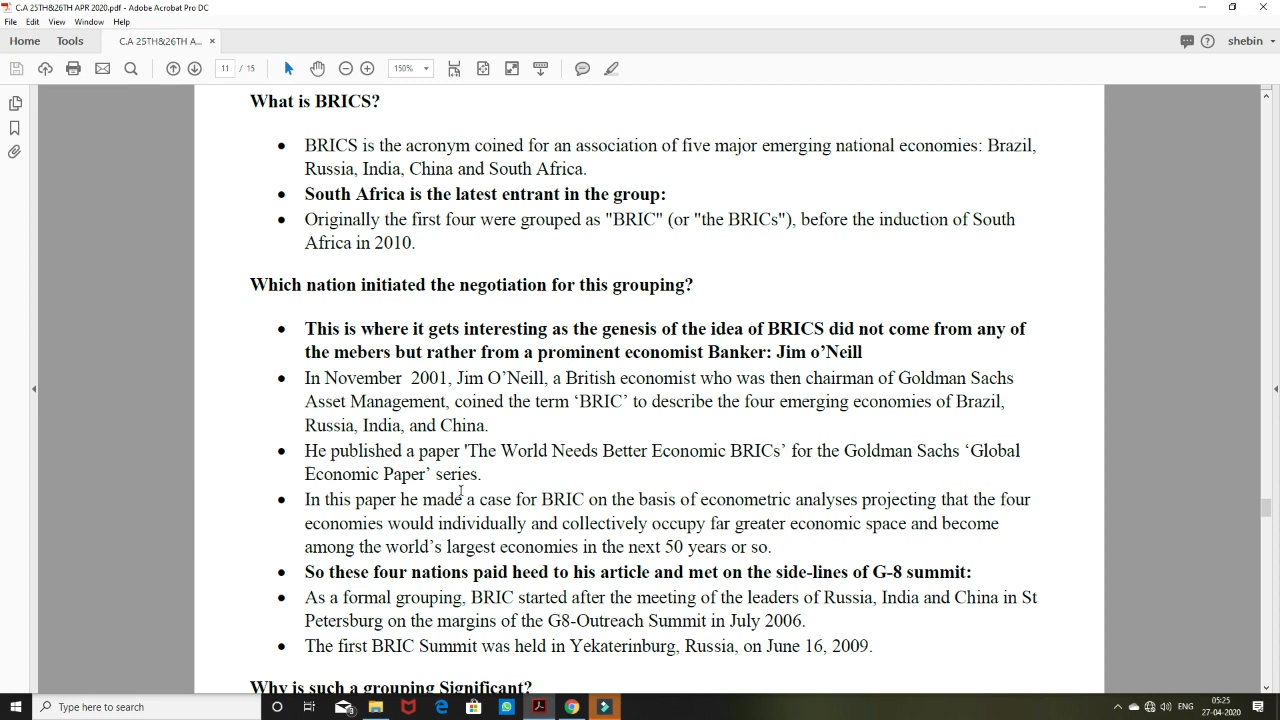 C.A 25TH&26TH APR 2020.pdf - Adobe Acrobat Pro DC
File Edit View Window Help
Home Tools C.A 25TH&26TH A... × shebin
11 / 15 150%
What is BRICS?
• BRICS is the acronym coined for an association of five major emerging national economies: Brazil,
Russia, India, China and South Africa.
• South Africa is the latest entrant in the group:
• Originally the first four were grouped as "BRIC" (or "the BRICs"), before the induction of South
Africa in 2010.
Which nation initiated the negotiation for this grouping?
• This is where it gets interesting as the genesis of the idea of BRICS did not come from any of
the mebers but rather from a prominent economist Banker: Jim o’Neill
• In November 2001, Jim O’Neill, a British economist who was then chairman of Goldman Sachs
Asset Management, coined the term ‘BRIC’ to describe the four emerging economies of Brazil,
Russia, India, and China.
• He published a paper 'The World Needs Better Economic BRICs’ for the Goldman Sachs ‘Global
Economic Paper’ series.
• In this paper he made a case for BRIC on the basis of econometric analyses projecting that the four
economies would individually and collectively occupy far greater economic space and become
among the world’s largest economies in the next 50 years or so.
• So these four nations paid heed to his article and met on the side-lines of G-8 summit:
• As a formal grouping, BRIC started after the meeting of the leaders of Russia, India and China in St
Petersburg on the margins of the G8-Outreach Summit in July 2006.
• The first BRIC Summit was held in Yekaterinburg, Russia, on June 16, 2009.
Why is such a grouping Significant?
Type here to search
ENG
05:25
27-04-2020